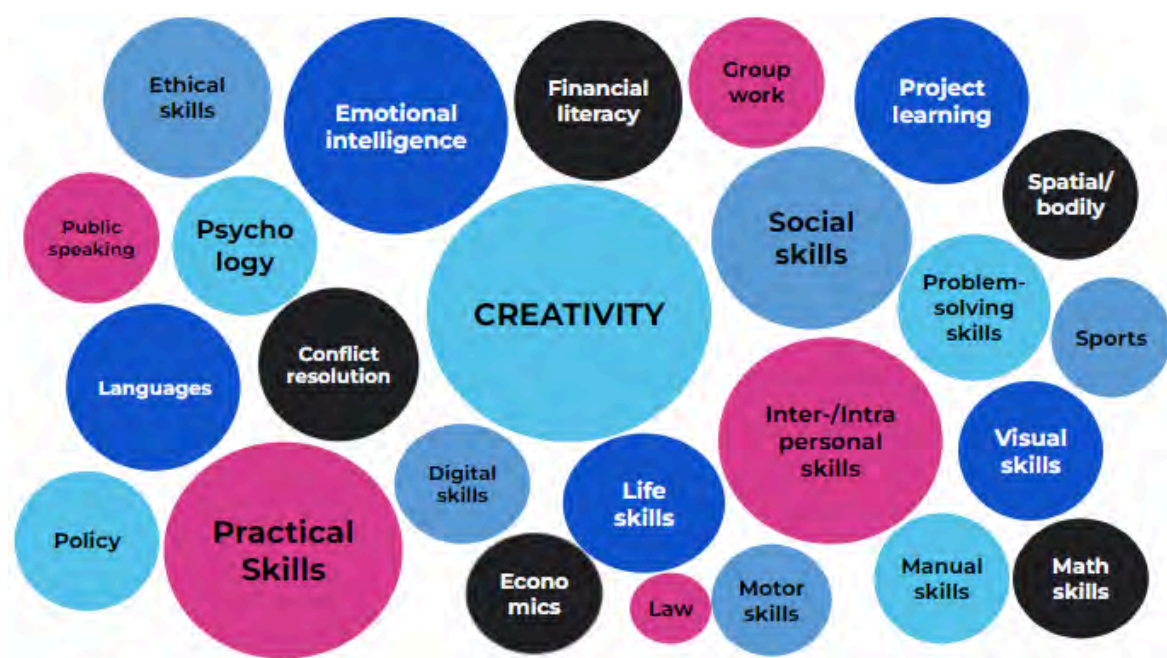 Ethical
skills
Emotional
intelligence
Financial
literacy
Group
work
Project
learning
Spatial/
bodily
Public
speaking
Psycho
logy
CREATIVITY
Social
skills
Problem-
solving
skills
Sports
Languages
Conflict
resolution
Inter-/Intra
personal
skills
Visual
skills
Policy
Practical
Skills
Digital
skills
Life
skills
Econo
mics
Law
Motor
skills
Manual
skills
Math
skills